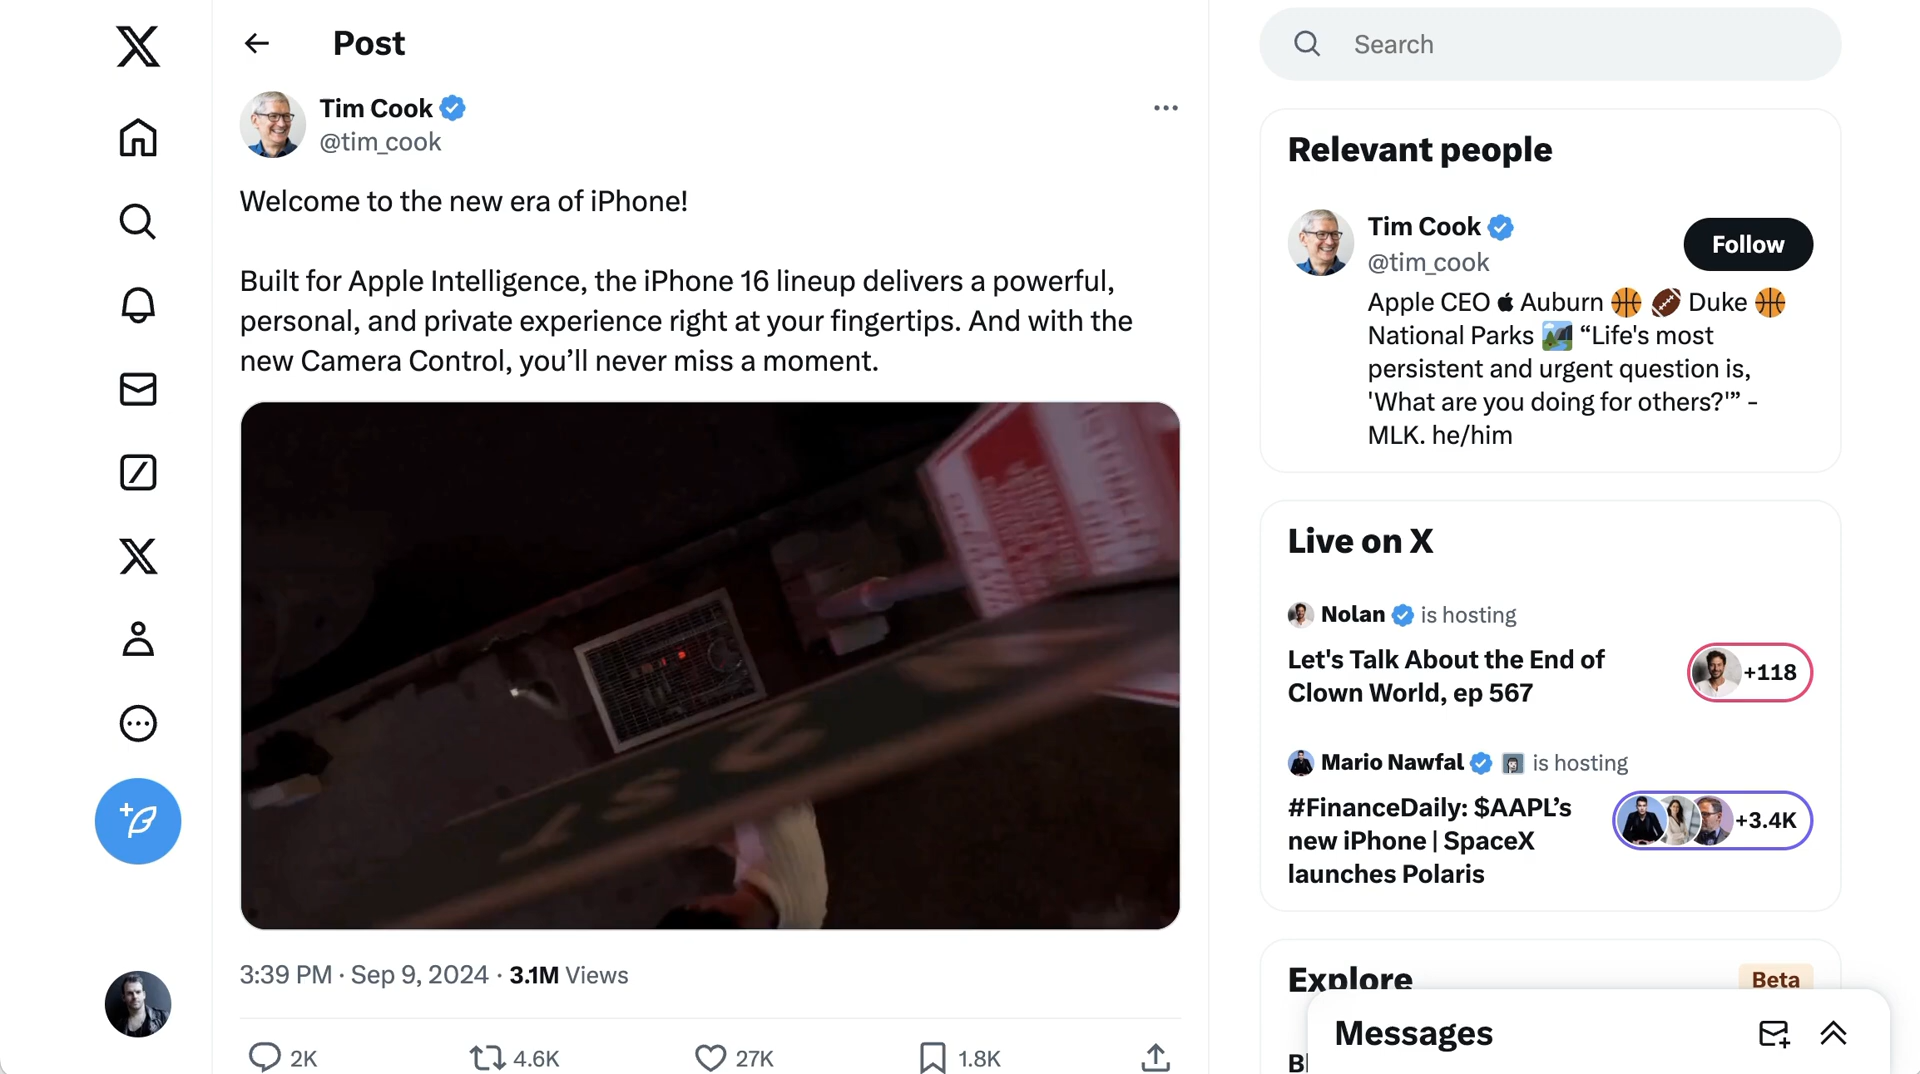 Post
Tim Cook
@tim_cook
Welcome to the new era of iPhone!
Built for Apple Intelligence, the iPhone 16 lineup delivers a powerful,
personal, and private experience right at your fingertips. And with the
new Camera Control, you’ll never miss a moment.
3:39 PM · Sep 9, 2024 · 3.1M Views
2K
4.6K
27K
1.8K
Search
Relevant people
Tim Cook
@tim_cook
Follow
Apple CEO Auburn 🏀 🏈 Duke 🏀
National Parks 🏞️ “Life's most
persistent and urgent question is,
'What are you doing for others?'” -
MLK. he/him
Live on X
Nolan is hosting
Let's Talk About the End of
Clown World, ep 567
+118
Mario Nawfal is hosting
#FinanceDaily: $AAPL’s
new iPhone | SpaceX
launches Polaris
+3.4K
Explore
Beta
Messages